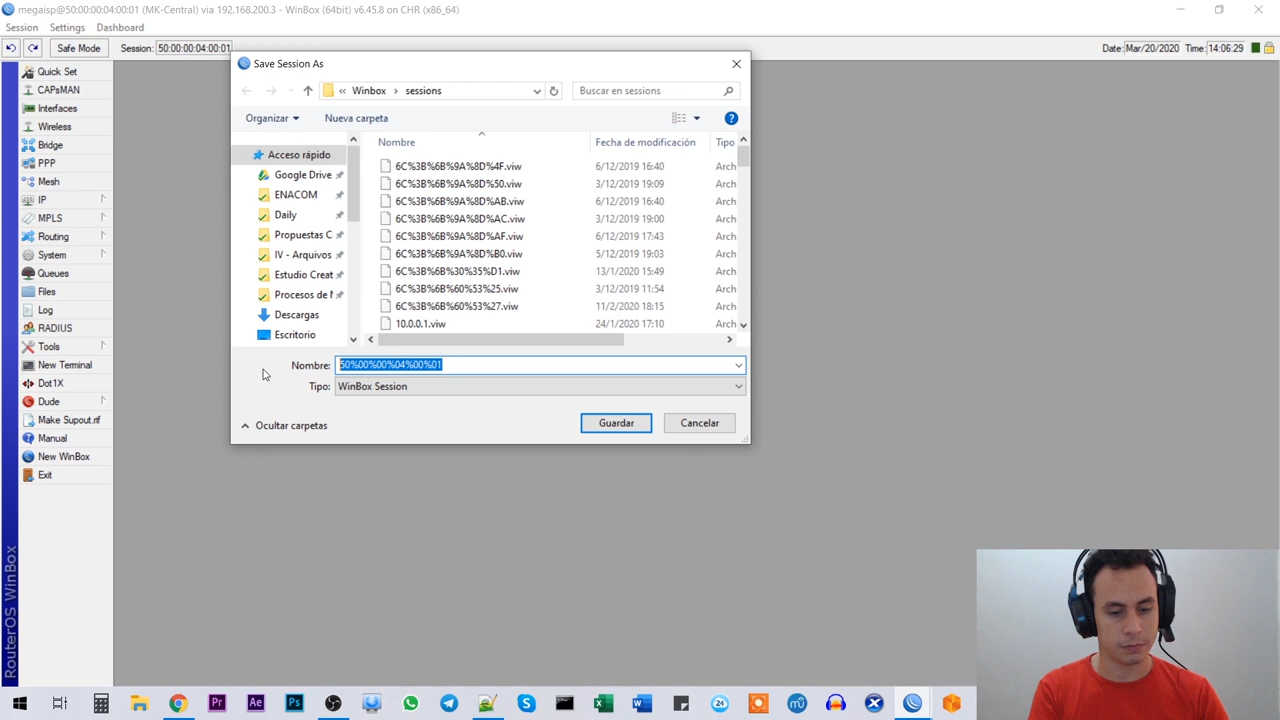 megaisp@50:00:00:04:00:01 (MK-Central) via 192.168.200.3 - WinBox (64bit) v6.45.8 on CHR (x86_64)
Session Settings Dashboard
Safe Mode Session: 50:00:00:04:00:01 Date: Mar/20/2020 Time: 14:06:29
Quick Set
CAPsMAN
Interfaces
Wireless
Bridge
PPP
Mesh
IP
MPLS
Routing
System
Queues
Files
Log
RADIUS
Tools
New Terminal
Dot1X
Dude
Make Supout.rif
Manual
New WinBox
Exit
RouterOS WinBox
Save Session As
« Winbox › sessions Buscar en sessions
Organizar Nueva carpeta
Acceso rápido
Google Drive
ENACOM
Daily
Propuestas C
IV - Arquivos
Estudio Creat
Procesos de
Descargas
Escritorio
Nombre Fecha de modificación Tipo
6C%3B%6B%9A%8D%4F.viw 6/12/2019 16:40 Arch
6C%3B%6B%9A%8D%50.viw 3/12/2019 19:09 Arch
6C%3B%6B%9A%8D%AB.viw 6/12/2019 16:40 Arch
6C%3B%6B%9A%8D%AC.viw 3/12/2019 19:00 Arch
6C%3B%6B%9A%8D%AF.viw 6/12/2019 17:43 Arch
6C%3B%6B%9A%8D%B0.viw 5/12/2019 19:03 Arch
6C%3B%6B%30%35%D1.viw 13/1/2020 15:49 Arch
6C%3B%6B%60%53%25.viw 3/12/2019 11:54 Arch
6C%3B%6B%60%53%27.viw 11/2/2020 18:15 Arch
10.0.0.1.viw 24/1/2020 17:10 Arch
Nombre: 50%00%00%04%00%01
Tipo: WinBox Session
Ocultar carpetas Guardar Cancelar
Pr Ae Ps 24